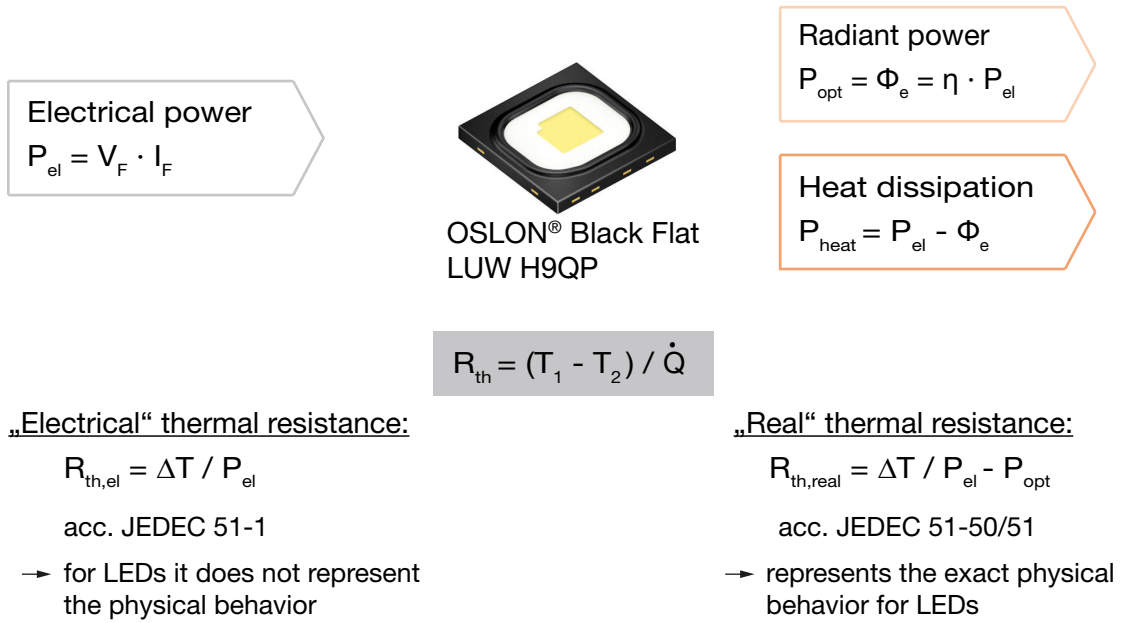 Electrical power
P_el = V_F · I_F
OSLON® Black Flat
LUW H9QP
Radiant power
P_opt = Φ_e = η · P_el
Heat dissipation
P_heat = P_el - Φ_e
R_th = (T_1 - T_2) / Q̇
„Electrical“ thermal resistance:
R_th,el = ΔT / P_el
acc. JEDEC 51-1
→ for LEDs it does not represent
the physical behavior
„Real“ thermal resistance:
R_th,real = ΔT / P_el - P_opt
acc. JEDEC 51-50/51
→ represents the exact physical
behavior for LEDs